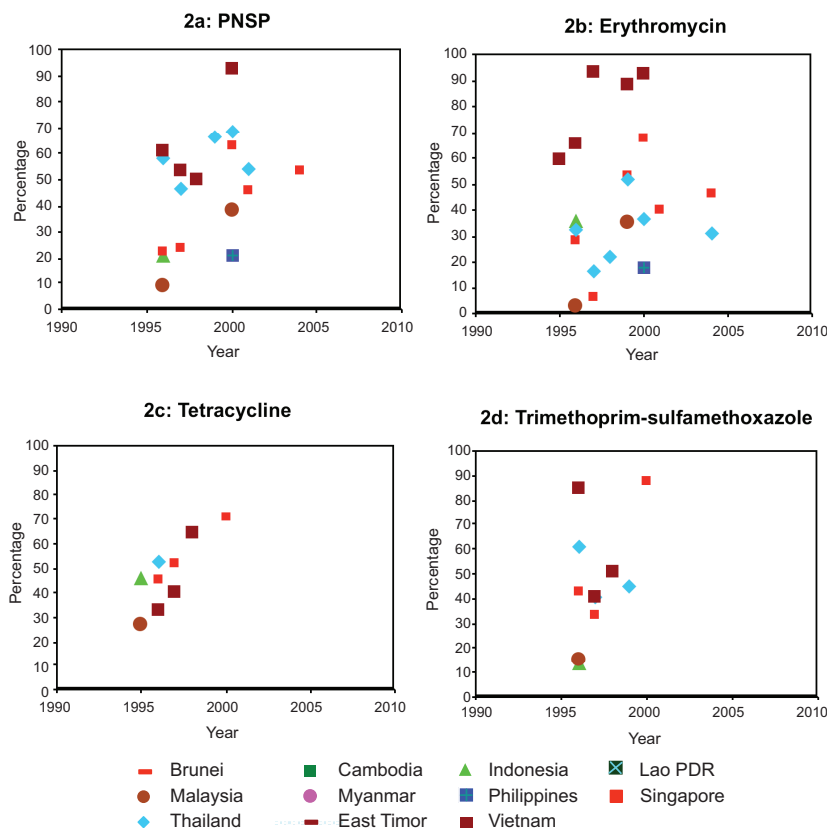 2a: PNSP
100
90
80
70
60
50
40
30
20
10
0
Percentage
1990 1995 2000 2005 2010
Year
2b: Erythromycin
100
90
80
70
60
50
40
30
20
10
0
Percentage
1990 1995 2000 2005 2010
Year
2c: Tetracycline
100
90
80
70
60
50
40
30
20
10
0
Percentage
1990 1995 2000 2005 2010
Year
2d: Trimethoprim-sulfamethoxazole
100
90
80
70
60
50
40
30
20
10
0
Percentage
1990 1995 2000 2005 2010
Year
Brunei Cambodia Indonesia Lao PDR
Malaysia Myanmar Philippines Singapore
Thailand East Timor Vietnam